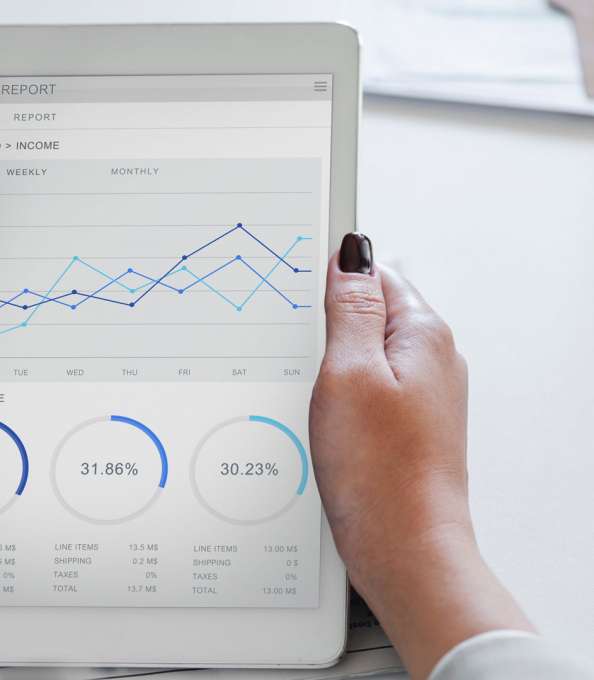 REPORT
REPORT
> INCOME
WEEKLY MONTHLY
TUE WED THU FRI SAT SUN
E
31.86% 30.23%
M$ LINE ITEMS 13.5 M$ LINE ITEMS 13.00 M$
M$ SHIPPING 0.2 M$ SHIPPING 0 $
0% TAXES 0% TAXES 0%
M$ TOTAL 13.7 M$ TOTAL 13.00 M$